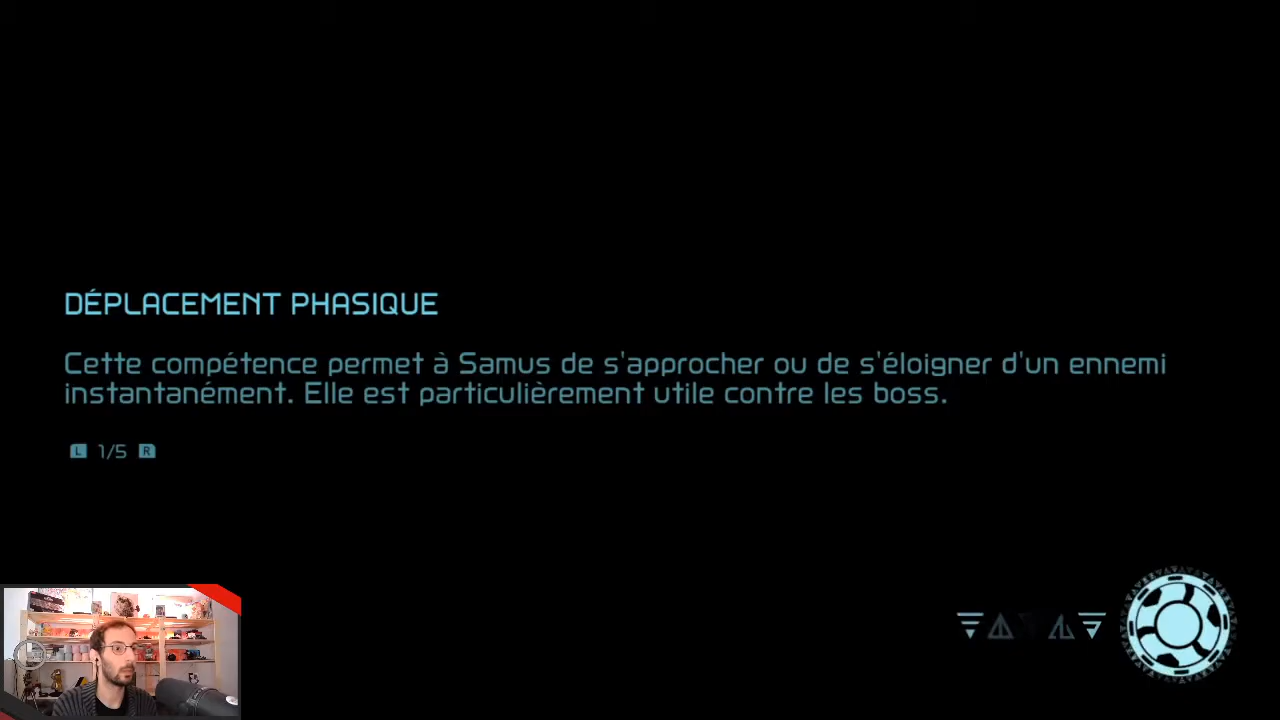 DÉPLACEMENT PHASIQUE
Cette compétence permet à Samus de s'approcher ou de s'éloigner d'un ennemi
instantanément. Elle est particulièrement utile contre les boss.
L 1/5 R